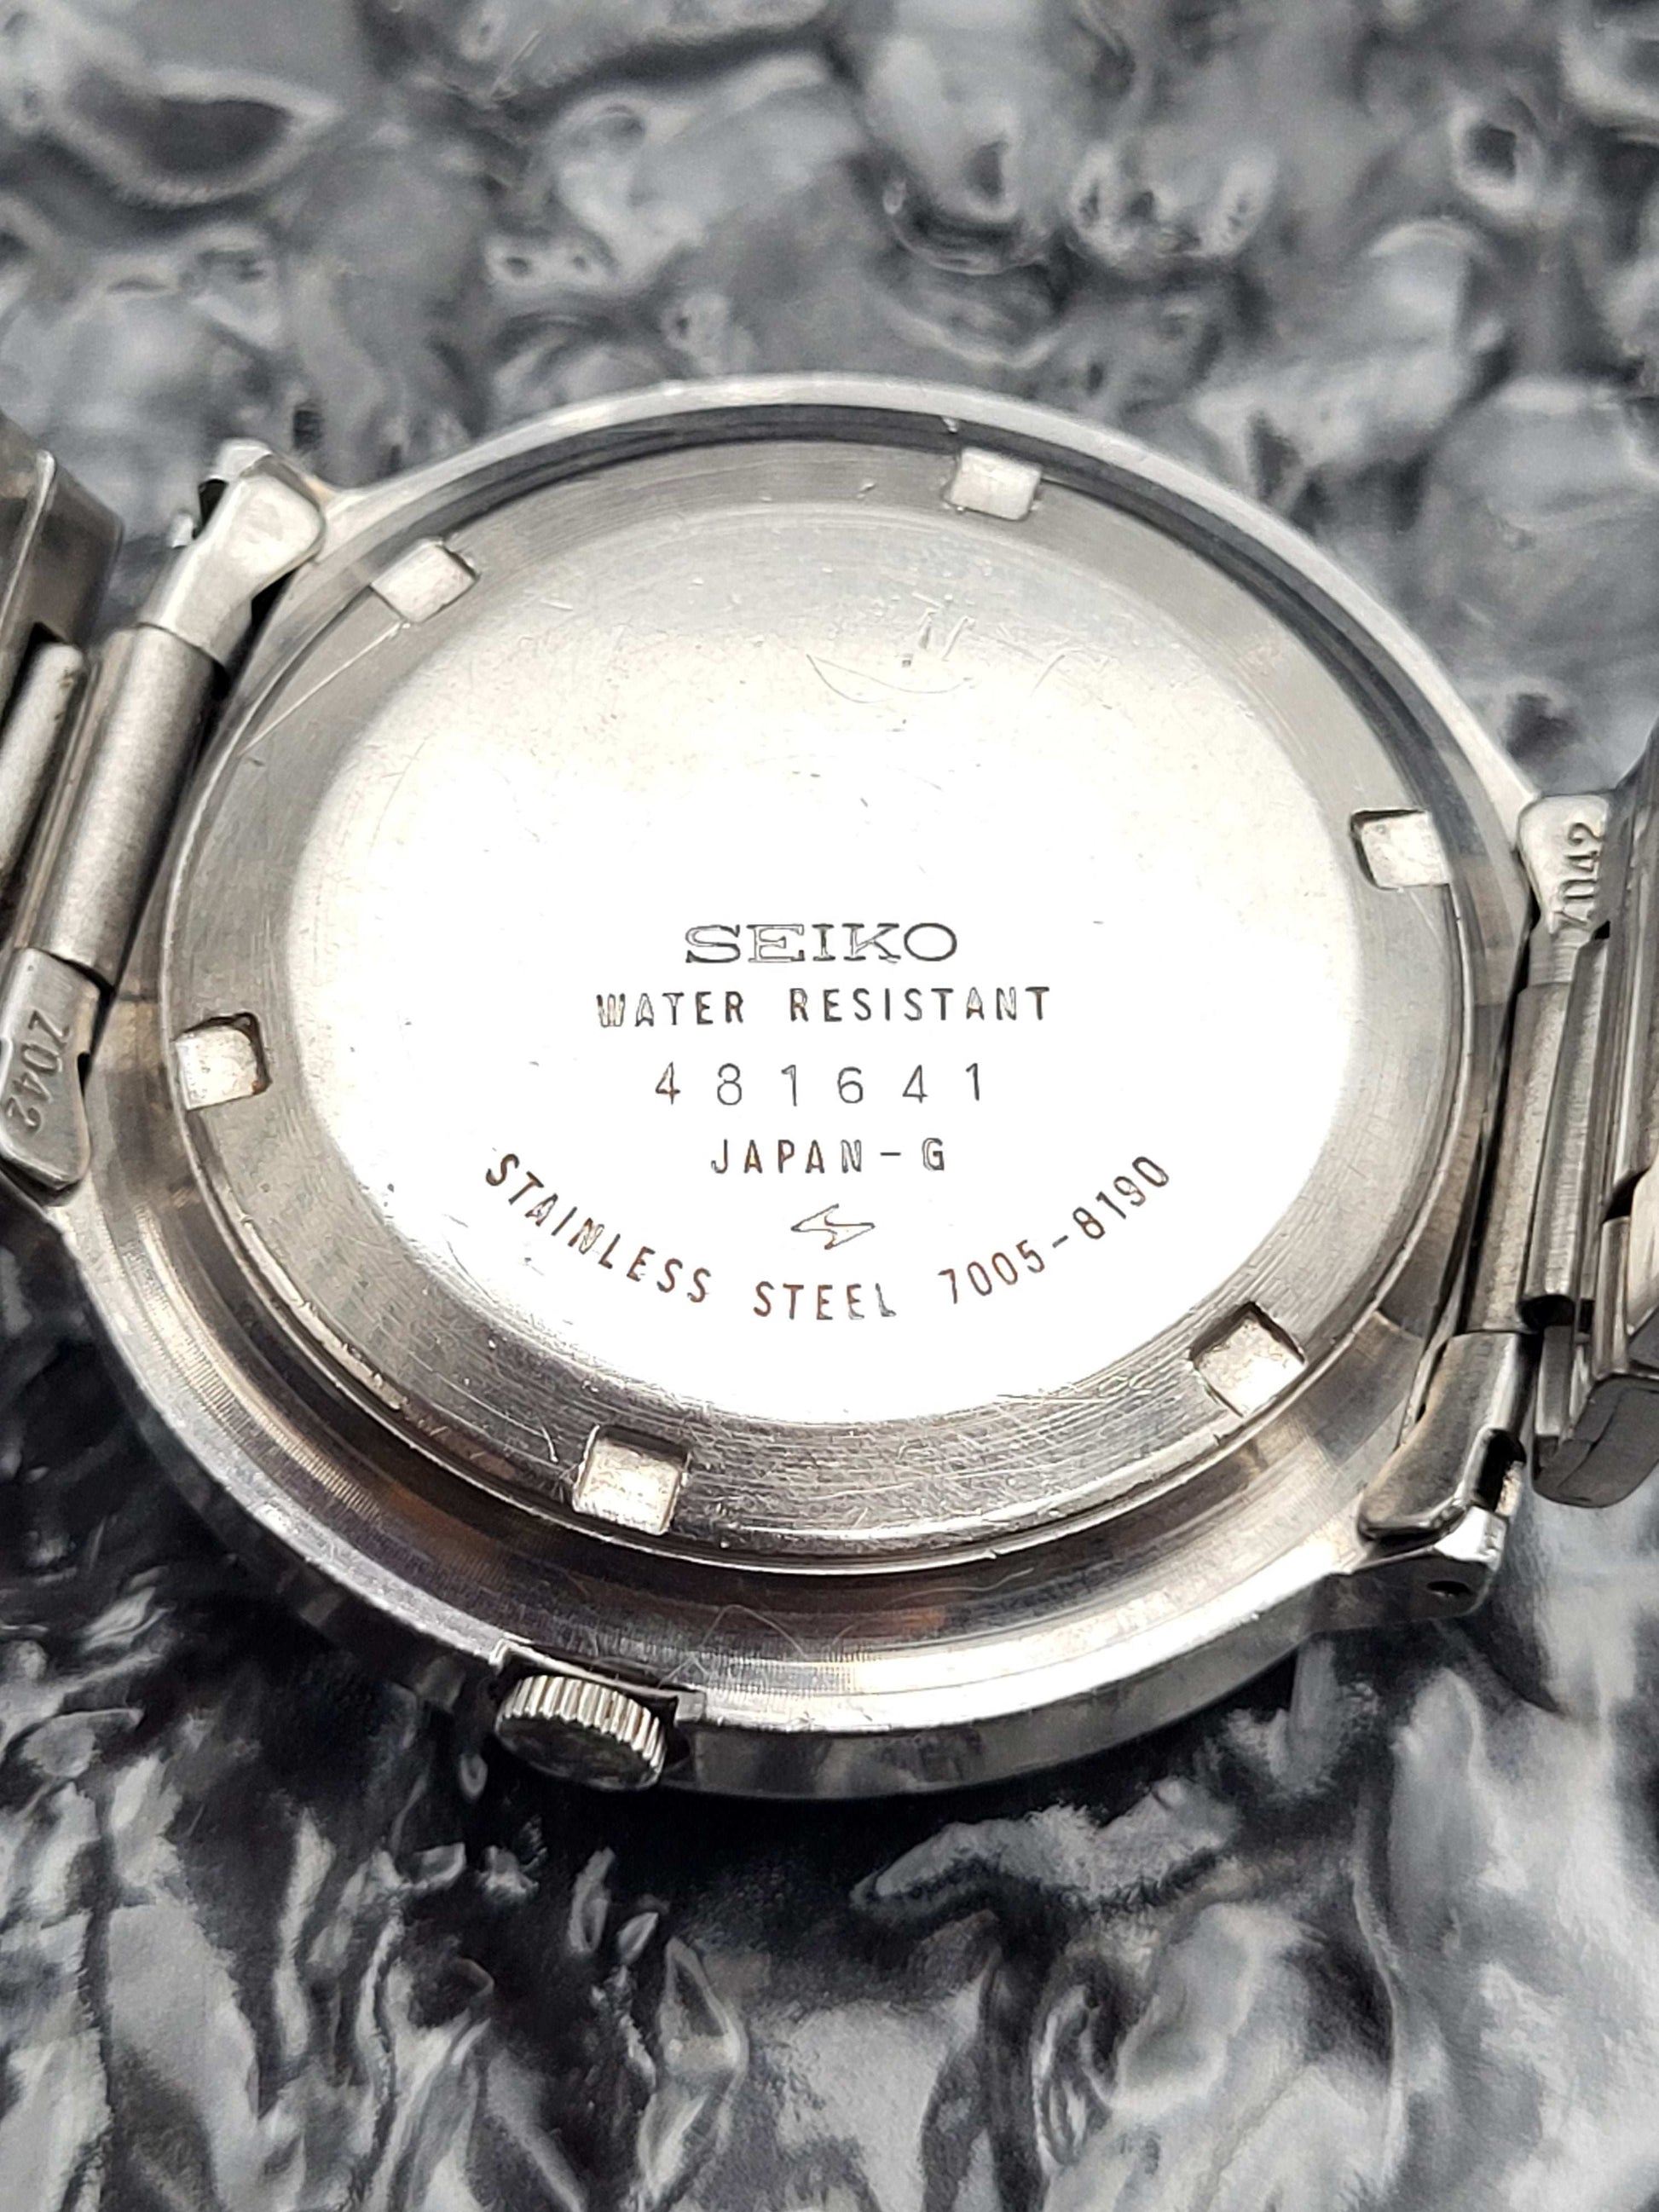 SEIKO
WATER RESISTANT
481641
JAPAN-G
STAINLESS STEEL 7005-8190
Z042
Z042